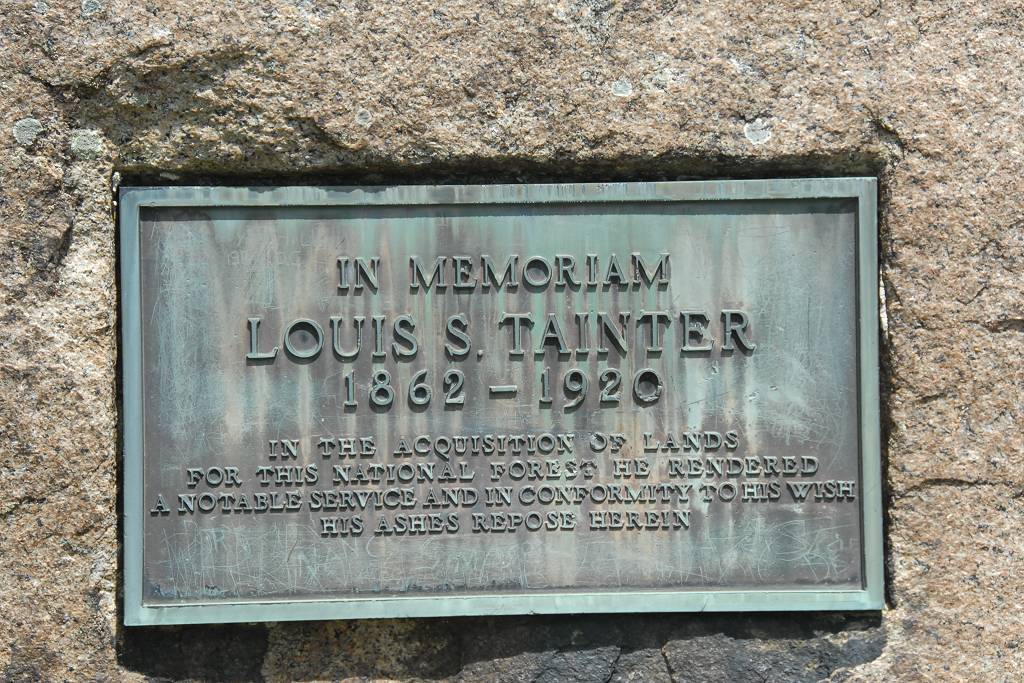 IN MEMORIAM
LOUIS S. TAINTER
1862 – 1920
IN THE ACQUISITION OF LANDS
FOR THIS NATIONAL FOREST HE RENDERED
A NOTABLE SERVICE AND IN CONFORMITY TO HIS WISH
HIS ASHES REPOSE HEREIN